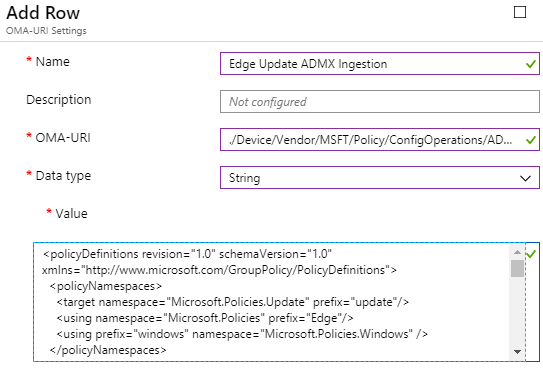 Add Row
OMA-URI Settings
* Name
Edge Update ADMX Ingestion
Description
Not configured
* OMA-URI
./Device/Vendor/MSFT/Policy/ConfigOperations/AD...
* Data type
String
* Value
<policyDefinitions revision="1.0" schemaVersion="1.0"
xmlns="http://www.microsoft.com/GroupPolicy/PolicyDefinitions">
<policyNamespaces>
<target namespace="Microsoft.Policies.Update" prefix="update"/>
<using namespace="Microsoft.Policies" prefix="Edge"/>
<using prefix="windows" namespace="Microsoft.Policies.Windows" />
</policyNamespaces>